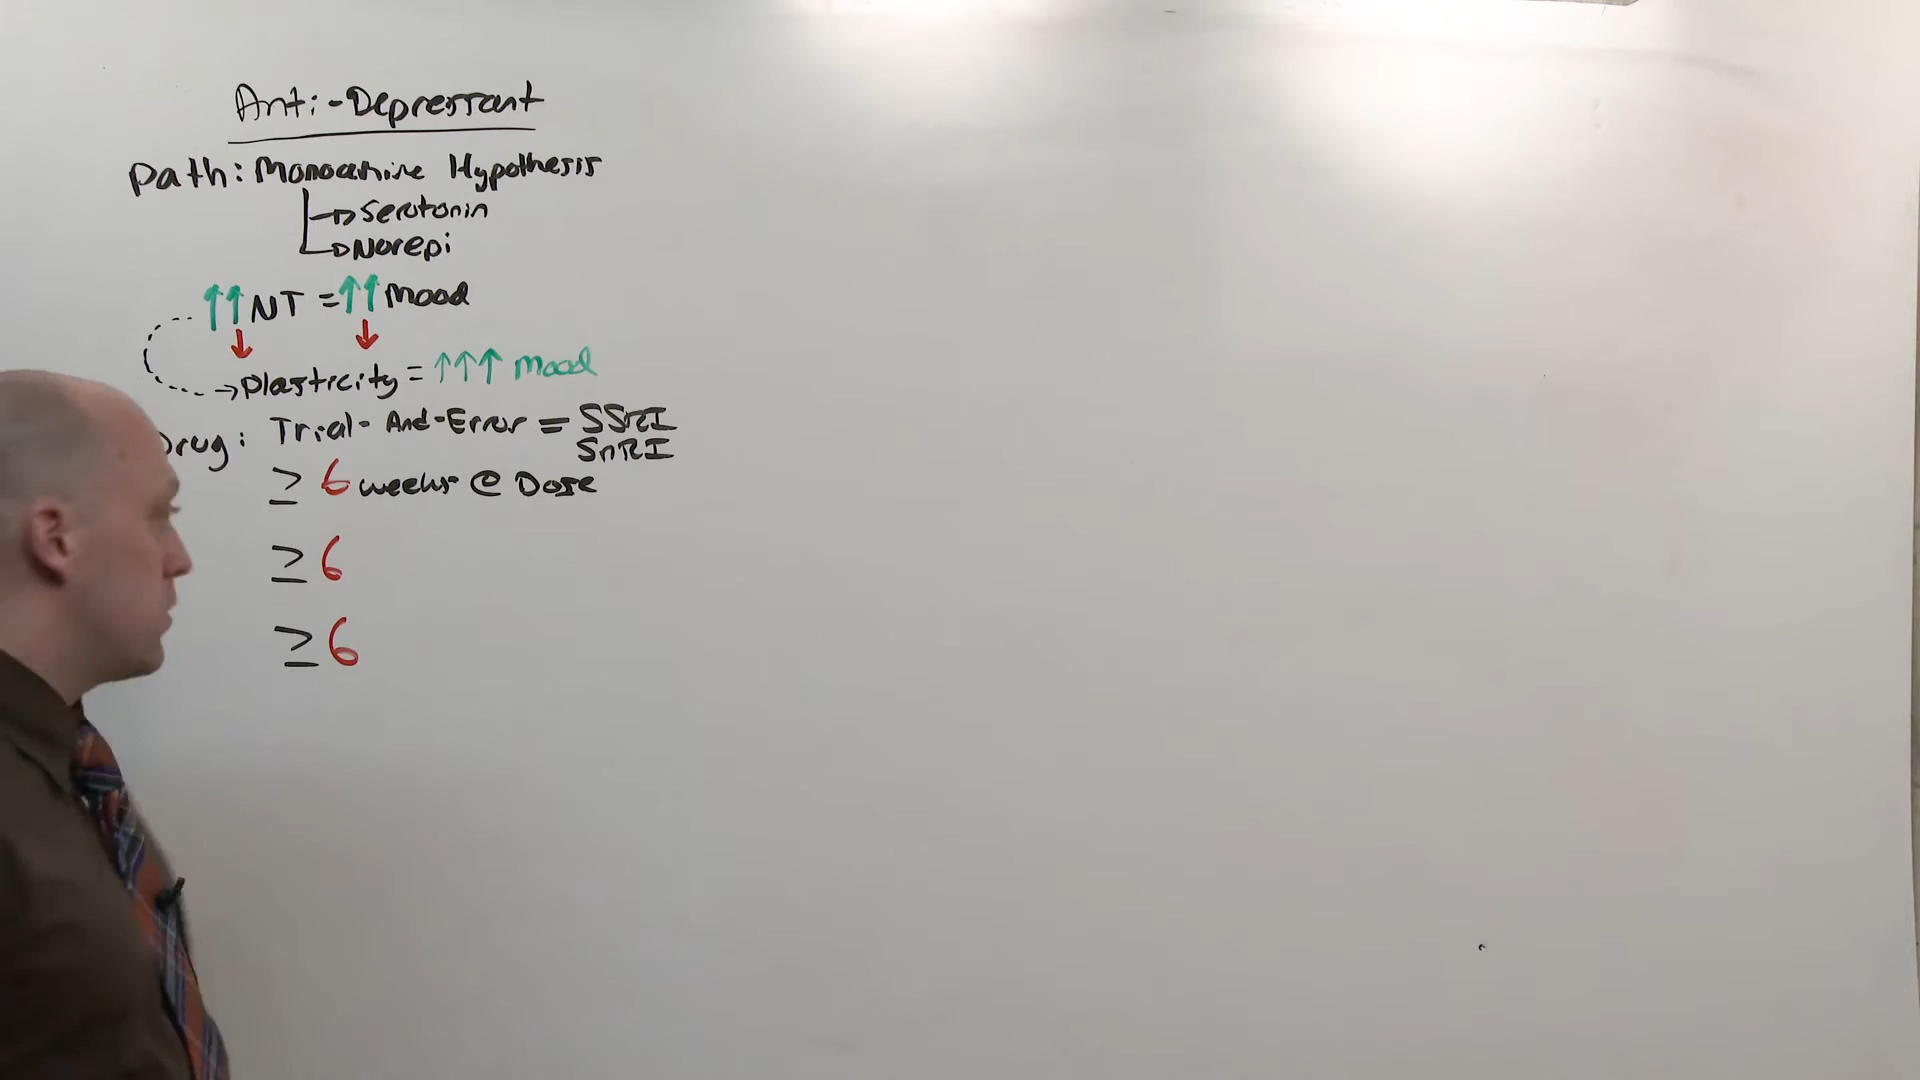 Anti-Depressant
Path: Monoamine Hypothesis
→ Serotonin
→ Norepi
↑↑ NT = ↑↑ Mood
↓ ↓
→ Plasticity = ↑↑↑ Mood
Drug: Trial-And-Error = SSRI
SnRI
≥ 6 weeks @ Dose
≥ 6
≥ 6